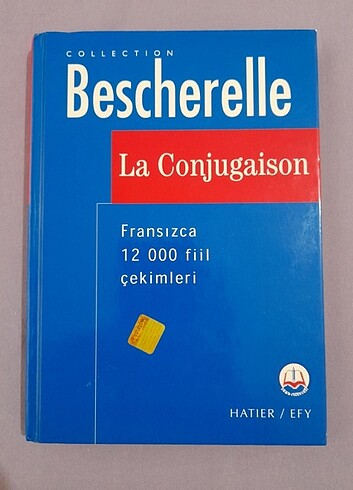 COLLECTION
Bescherelle
La Conjugaison
Fransızca
12 000 fiil
çekimleri
HATIER / EFY